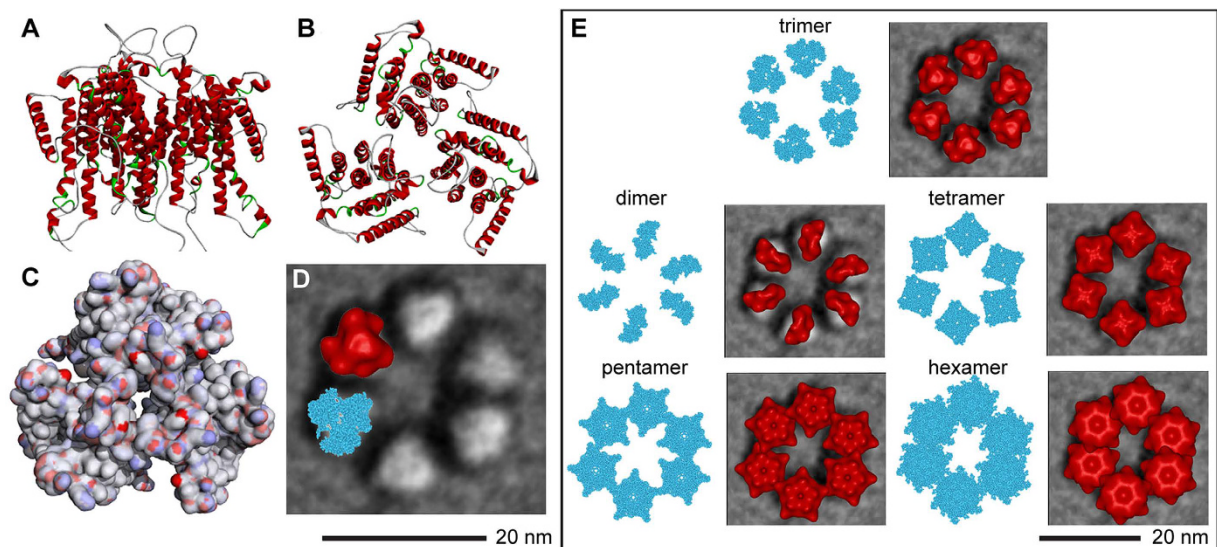 A
B
C
D
20 nm
E
trimer
dimer
tetramer
pentamer
hexamer
20 nm